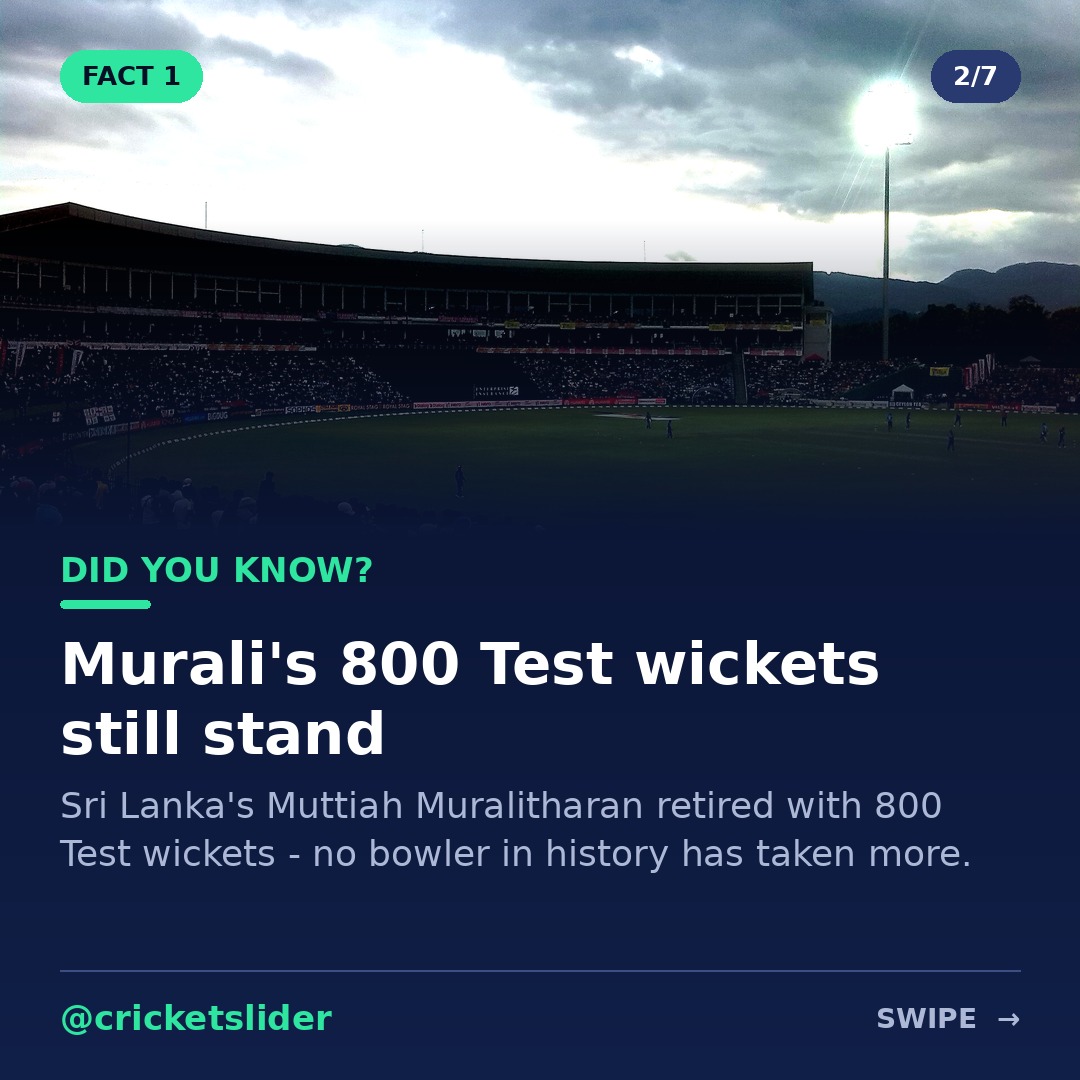 FACT 1
2/7
DID YOU KNOW?
Murali's 800 Test wickets
still stand
Sri Lanka's Muttiah Muralitharan retired with 800
Test wickets - no bowler in history has taken more.
@cricketslider
SWIPE →